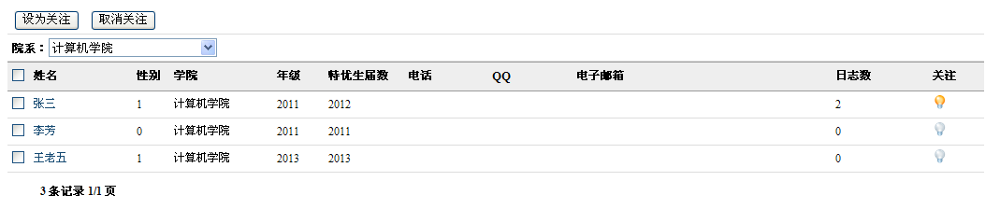 设为关注 取消关注
院系： 计算机学院
姓名 性别 学院 年级 特优生届数 电话 QQ 电子邮箱 日志数 关注
张三 1 计算机学院 2011 2012 2
李芳 0 计算机学院 2011 2011 0
王老五 1 计算机学院 2013 2013 0
3 条记录 1/1 页